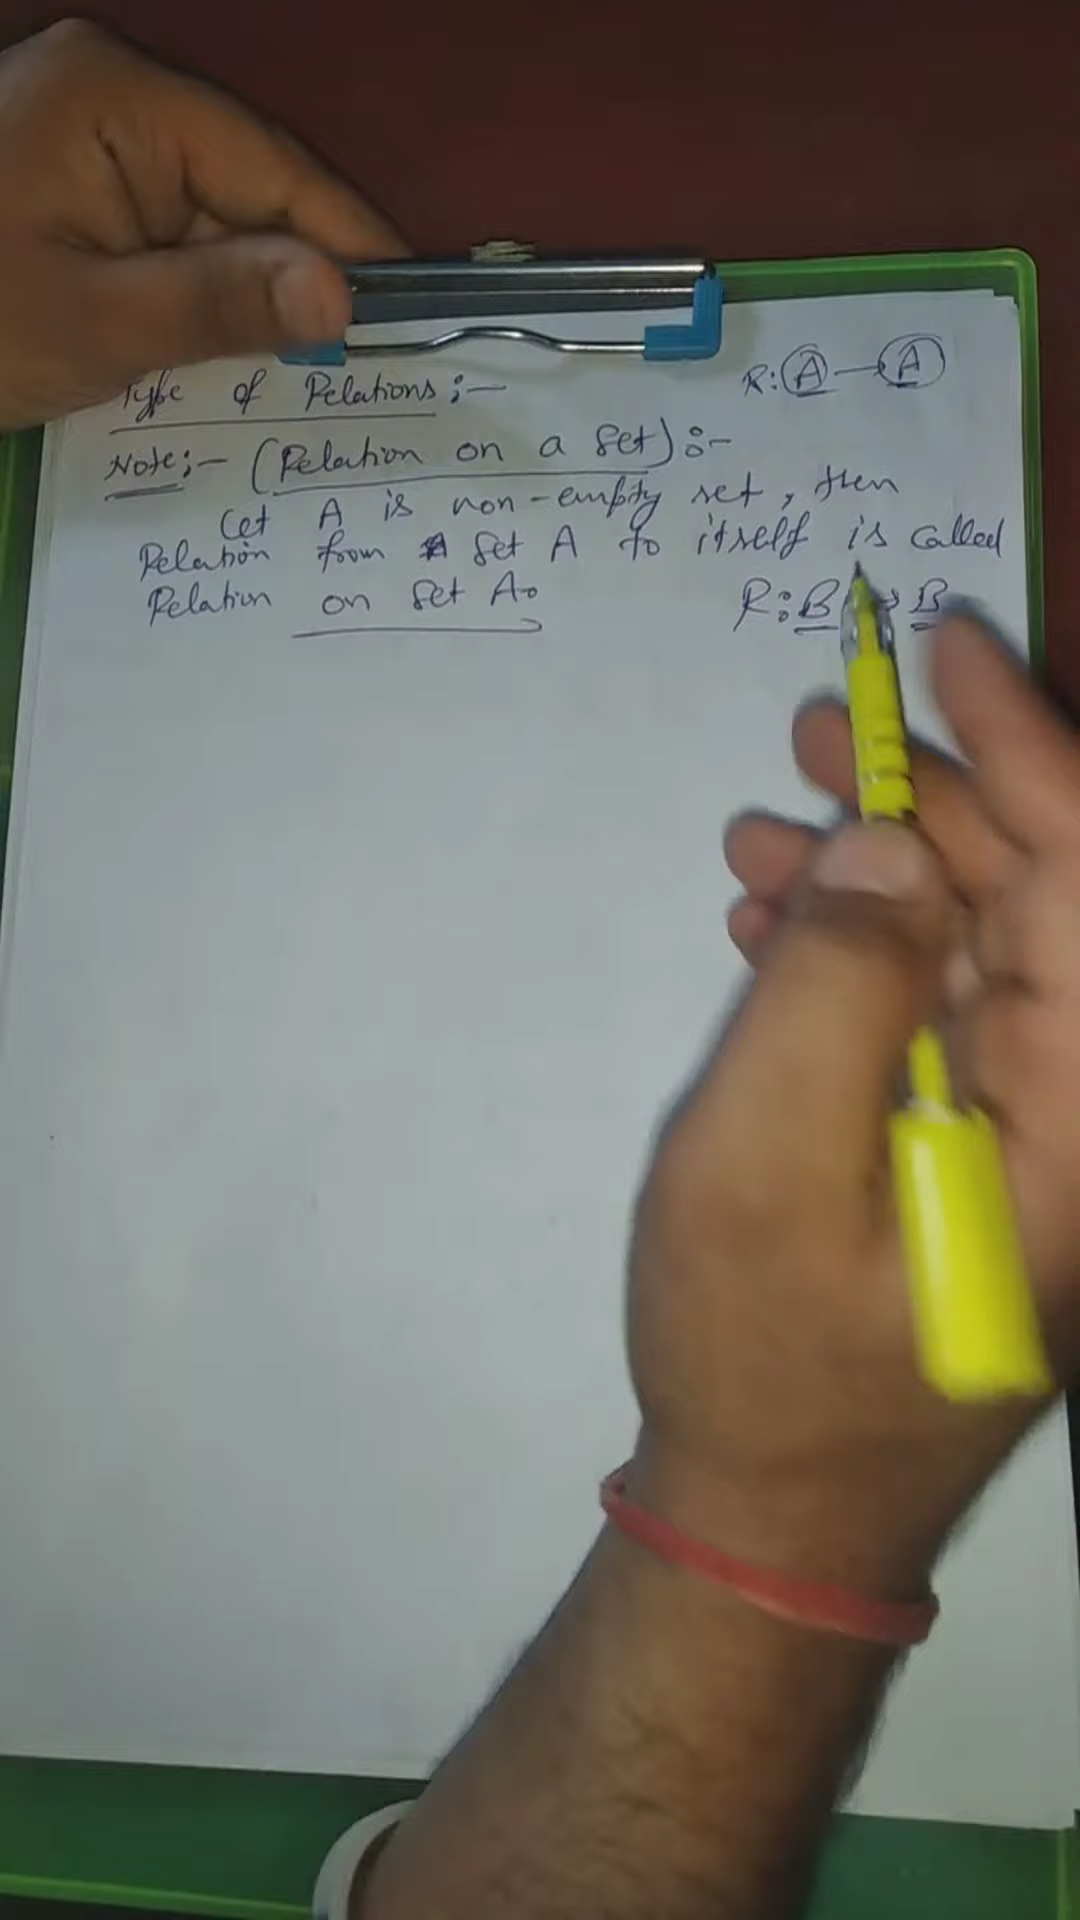 Type of Relations :-
R: A → A
Note :- (Relation on a set) :-
Let A is non-empty set, then
Relation from set A to itself is called
Relation on set A.
R: B → B